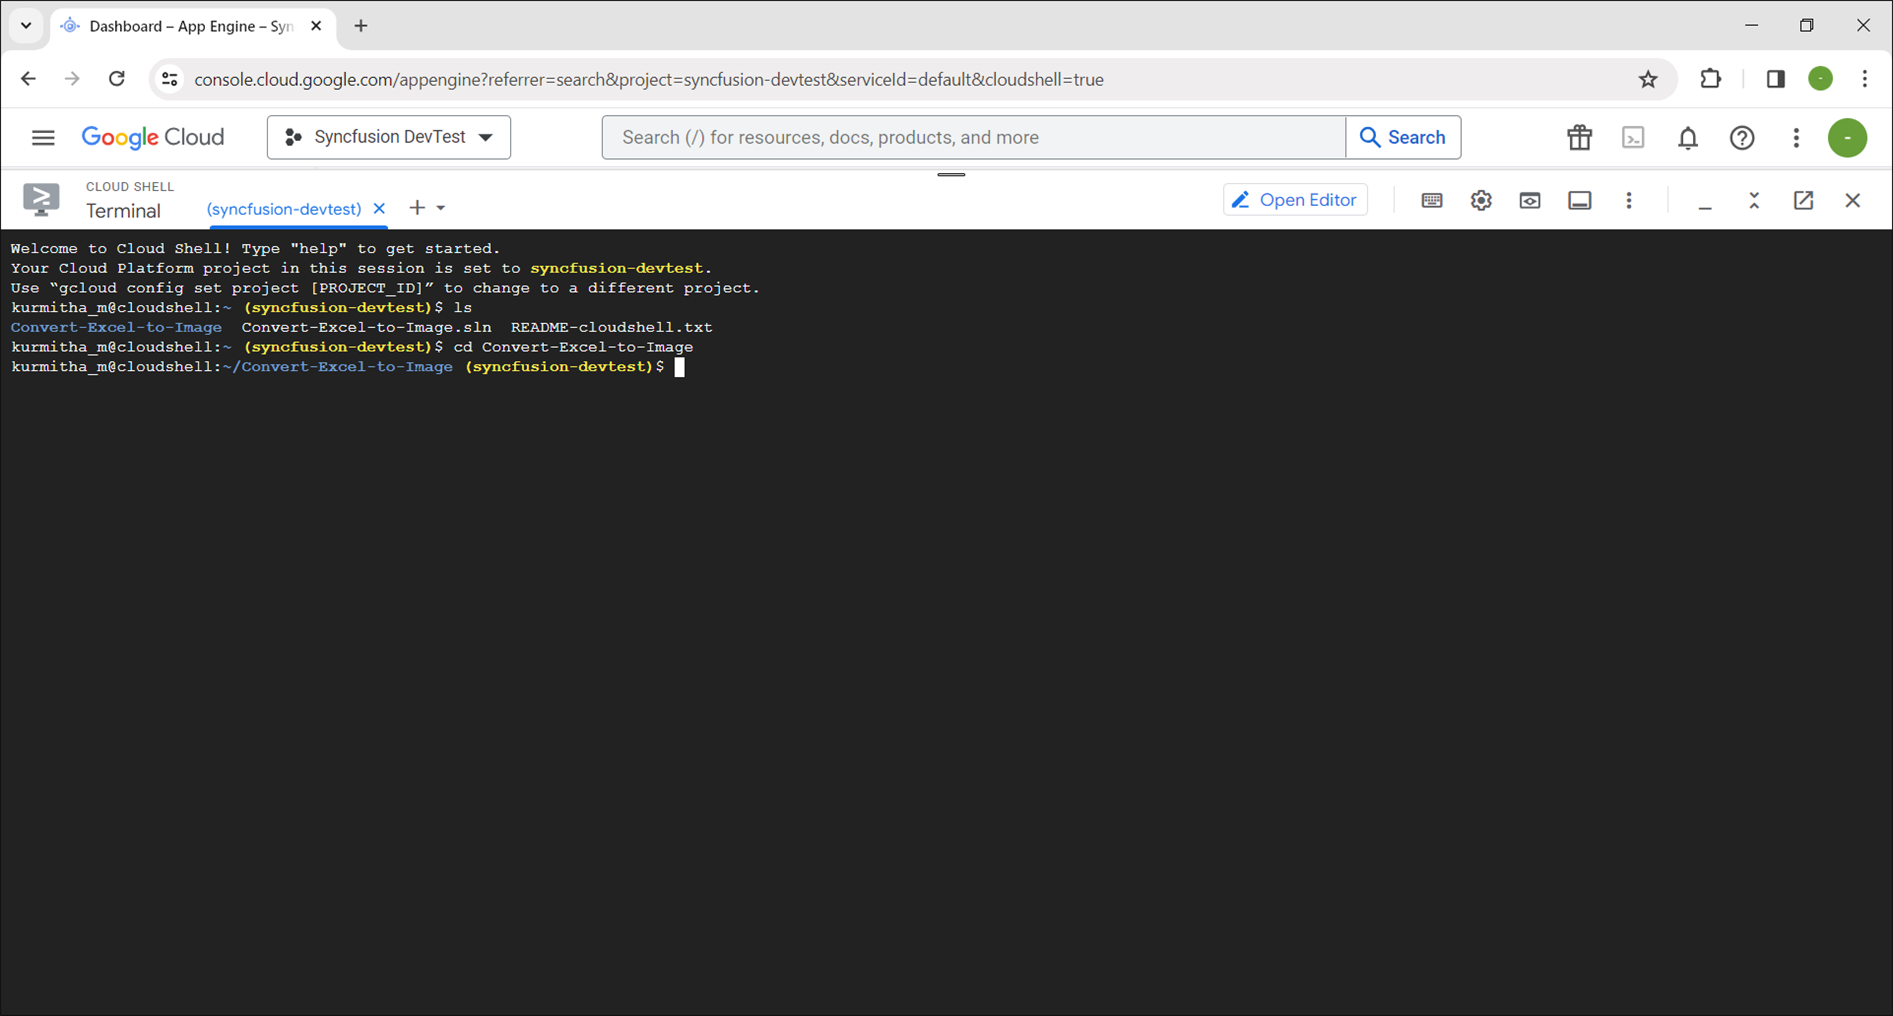 Dashboard – App Engine – Syn
console.cloud.google.com/appengine?referrer=search&project=syncfusion-devtest&serviceId=default&cloudshell=true
Google Cloud
Syncfusion DevTest
Search (/) for resources, docs, products, and more
Search
CLOUD SHELL
Terminal
(syncfusion-devtest)
Open Editor
Welcome to Cloud Shell! Type "help" to get started.
Your Cloud Platform project in this session is set to syncfusion-devtest.
Use “gcloud config set project [PROJECT_ID]” to change to a different project.
kurmitha_m@cloudshell:~ (syncfusion-devtest)$ ls
Convert-Excel-to-Image  Convert-Excel-to-Image.sln  README-cloudshell.txt
kurmitha_m@cloudshell:~ (syncfusion-devtest)$ cd Convert-Excel-to-Image
kurmitha_m@cloudshell:~/Convert-Excel-to-Image (syncfusion-devtest)$